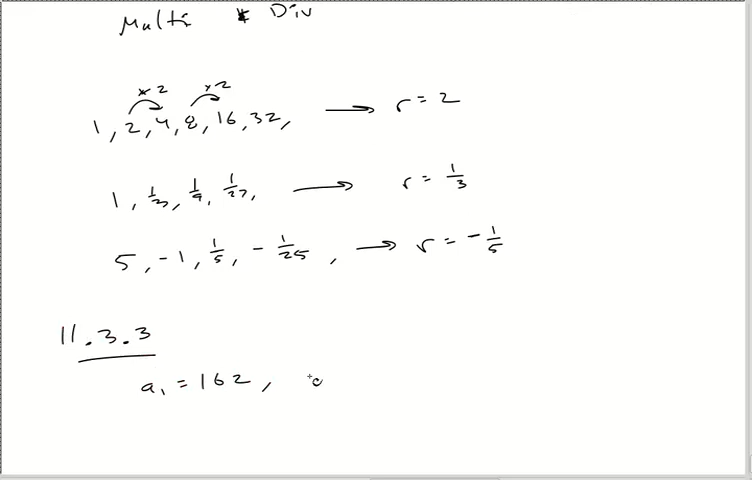 Multi & Div
×2 ×2
1, 2, 4, 8, 16, 32, → r = 2
1, 1/3, 1/9, 1/27, → r = 1/3
5, -1, 1/5, -1/25, → r = -1/5
11.3.3
a₁ = 162,